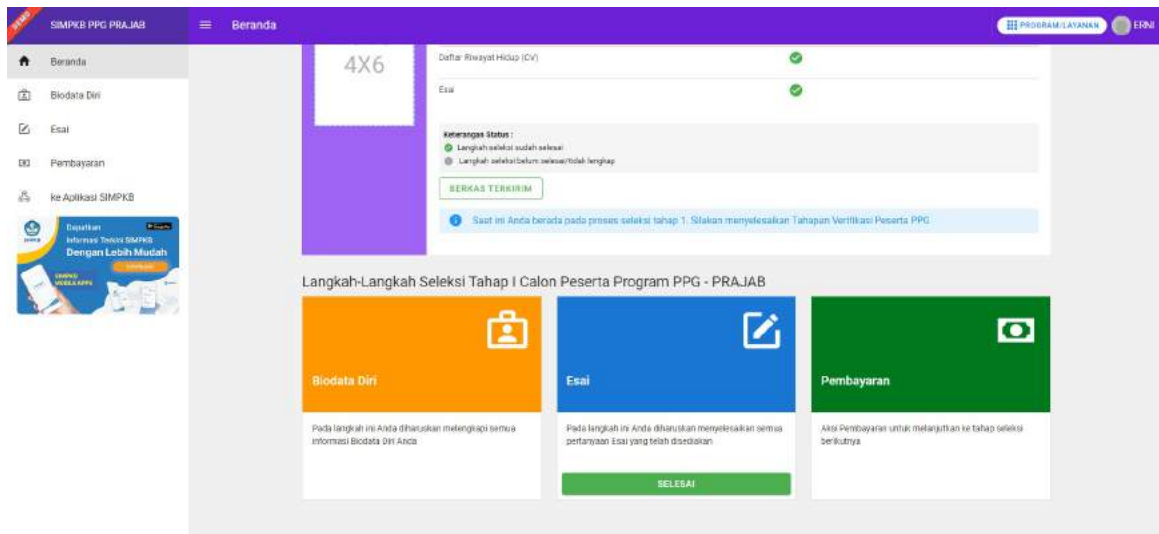 DEMO
SIMPKB PPG PRAJAB
Beranda
PROGRAM/LAYANAN
ERNI
Beranda
Biodata Diri
Esai
Pembayaran
ke Aplikasi SIMPKB
Dapatkan
Informasi Terkini SIMPKB
Dengan Lebih Mudah
SIMPKB
MOBILE APPS
4X6
Daftar Riwayat Hidup (CV)
Esai
Keterangan Status :
Langkah seleksi sudah selesai
Langkah seleksi belum selesai/tidak lengkap
BERKAS TERKIRIM
Saat ini Anda berada pada proses seleksi tahap 1. Silakan menyelesaikan Tahapan Verifikasi Peserta PPG
Langkah-Langkah Seleksi Tahap I Calon Peserta Program PPG - PRAJAB
Biodata Diri
Pada langkah ini Anda diharuskan melengkapi semua
informasi Biodata Diri Anda
Esai
Pada langkah ini Anda diharuskan menyelesaikan semua
pertanyaan Esai yang telah disediakan
SELESAI
Pembayaran
Aksi Pembayaran untuk melanjutkan ke tahap seleksi
berikutnya